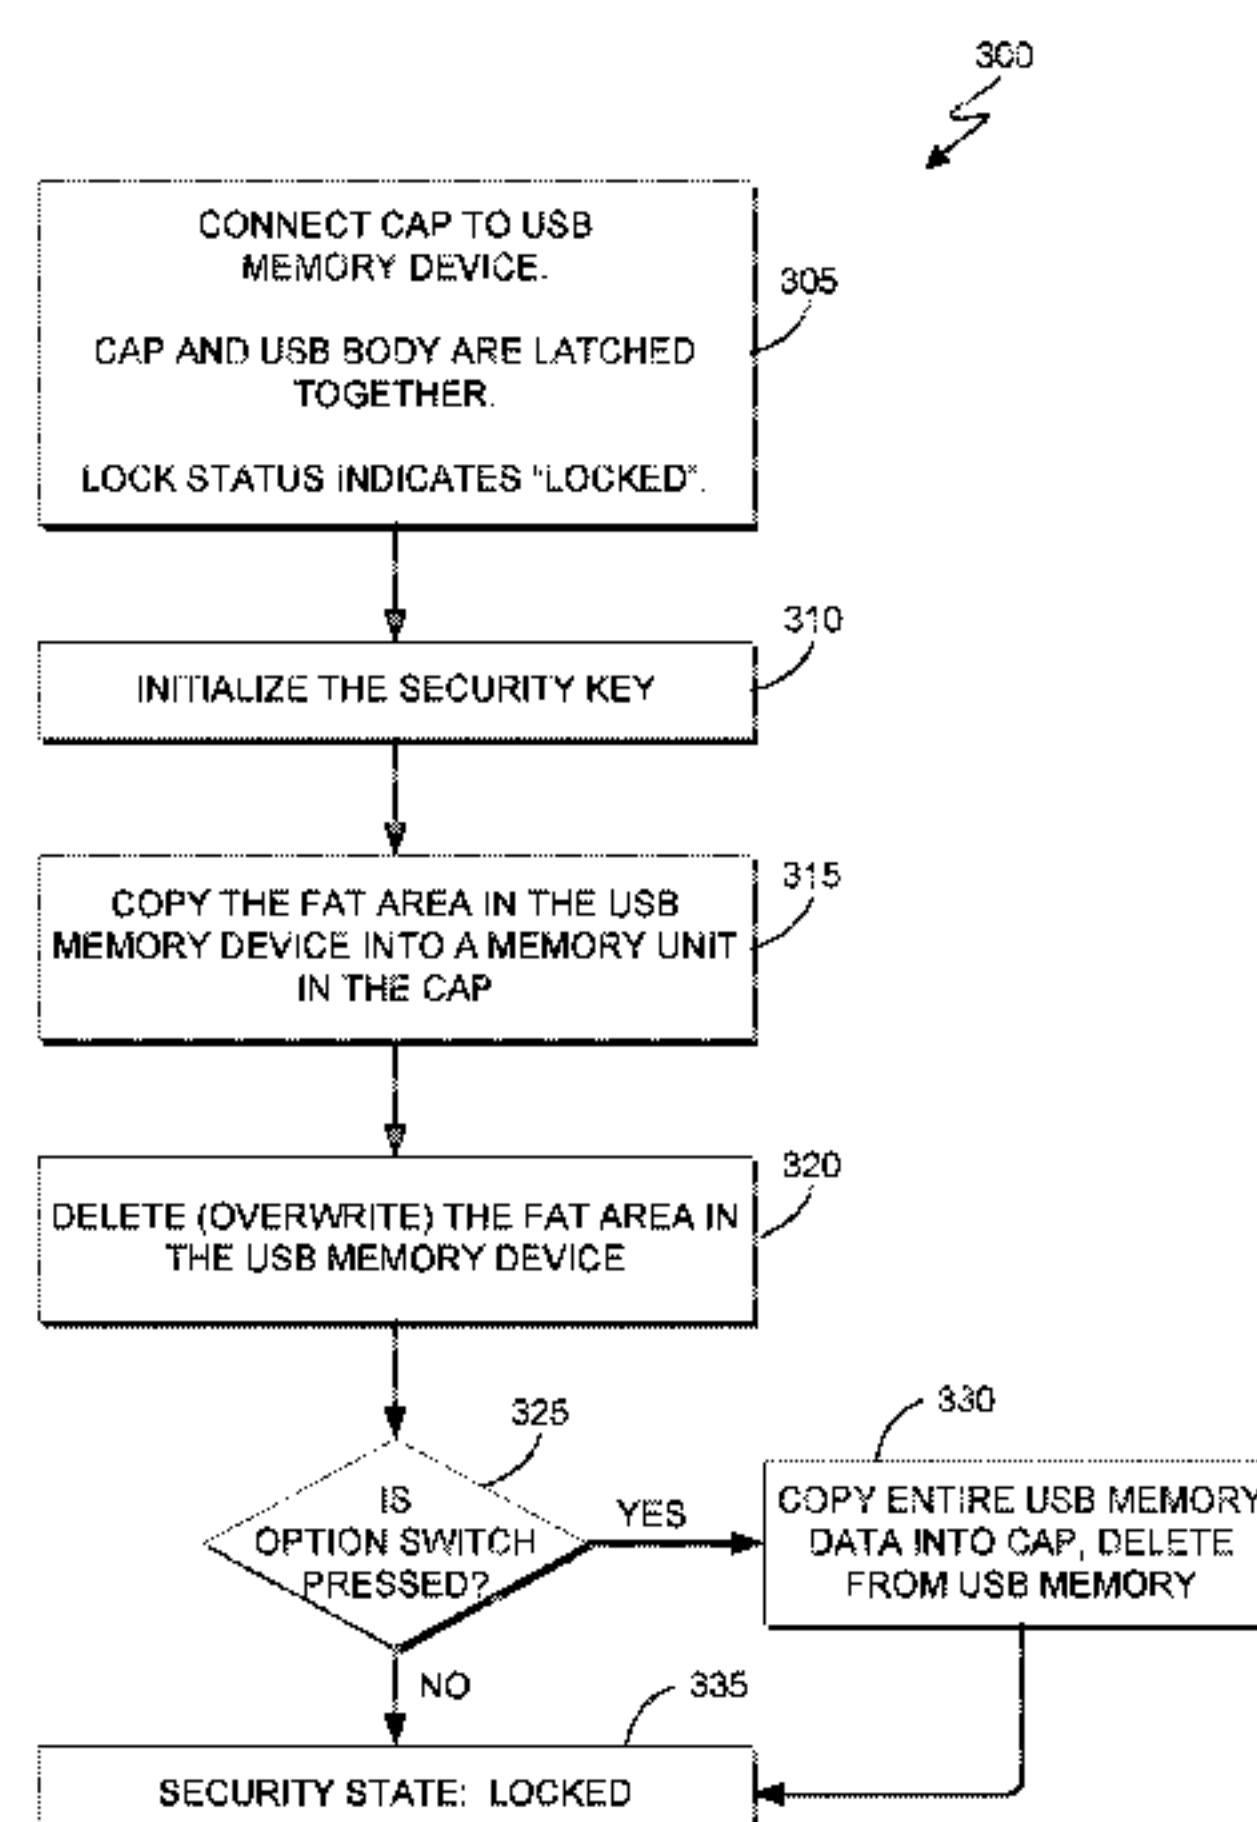 300
CONNECT CAP TO USB
MEMORY DEVICE.
CAP AND USB BODY ARE LATCHED
TOGETHER.
LOCK STATUS INDICATES "LOCKED".
305
310
INITIALIZE THE SECURITY KEY
315
COPY THE FAT AREA IN THE USB
MEMORY DEVICE INTO A MEMORY UNIT
IN THE CAP
320
DELETE (OVERWRITE) THE FAT AREA IN
THE USB MEMORY DEVICE
325
IS
OPTION SWITCH
PRESSED?
YES
NO
330
COPY ENTIRE USB MEMORY
DATA INTO CAP, DELETE
FROM USB MEMORY
335
SECURITY STATE: LOCKED